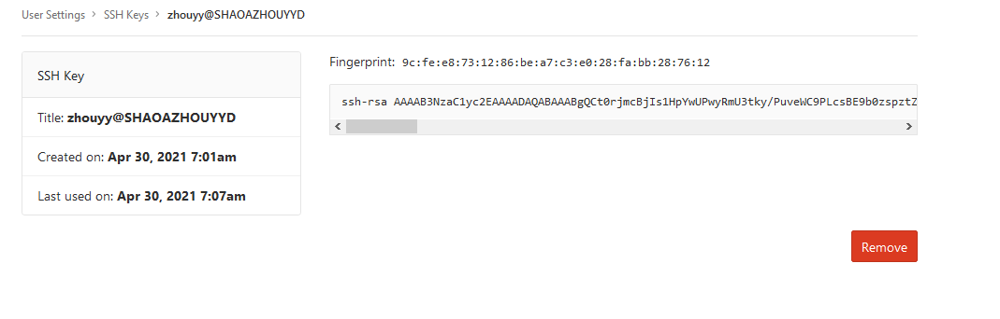 User Settings > SSH Keys > zhouyy@SHAOAZHOUYYD
SSH Key
Title: zhouyy@SHAOAZHOUYYD
Created on: Apr 30, 2021 7:01am
Last used on: Apr 30, 2021 7:07am
Fingerprint: 9c:fe:e8:73:12:86:be:a7:c3:e0:28:fa:bb:28:76:12
ssh-rsa AAAAB3NzaC1yc2EAAAADAQABAAABgQCt0rjmcBjIs1HpYwUPwyRmU3tky/PuveWC9PLcsBE9b0zspztZ
Remove